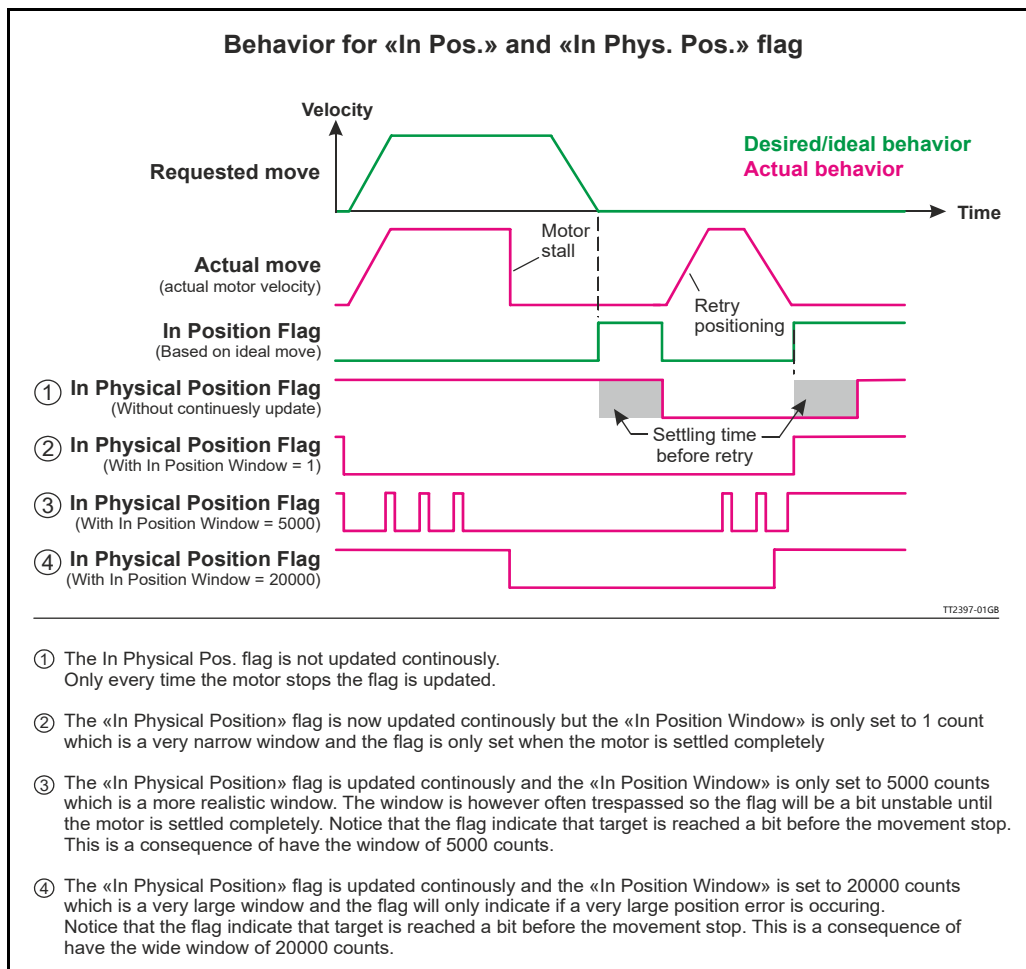 Behavior for «In Pos.» and «In Phys. Pos.» flag
Velocity
Requested move
Desired/ideal behavior
Actual behavior
Time
Motor
stall
Actual move
(actual motor velocity)
Retry
positioning
In Position Flag
(Based on ideal move)
1 In Physical Position Flag
(Without continuesly update)
Settling time
before retry
2 In Physical Position Flag
(With In Position Window = 1)
3 In Physical Position Flag
(With In Position Window = 5000)
4 In Physical Position Flag
(With In Position Window = 20000)
TT2397-01GB
1 The In Physical Pos. flag is not updated continously.
Only every time the motor stops the flag is updated.
2 The «In Physical Position» flag is now updated continously but the «In Position Window» is only set to 1 count
which is a very narrow window and the flag is only set when the motor is settled completely
3 The «In Physical Position» flag is updated continously and the «In Position Window» is only set to 5000 counts
which is a more realistic window. The window is however often trespassed so the flag will be a bit unstable until
the motor is settled completely. Notice that the flag indicate that target is reached a bit before the movement stop.
This is a consequence of have the window of 5000 counts.
4 The «In Physical Position» flag is updated continously and the «In Position Window» is set to 20000 counts
which is a very large window and the flag will only indicate if a very large position error is occuring.
Notice that the flag indicate that target is reached a bit before the movement stop. This is a consequence of
have the wide window of 20000 counts.